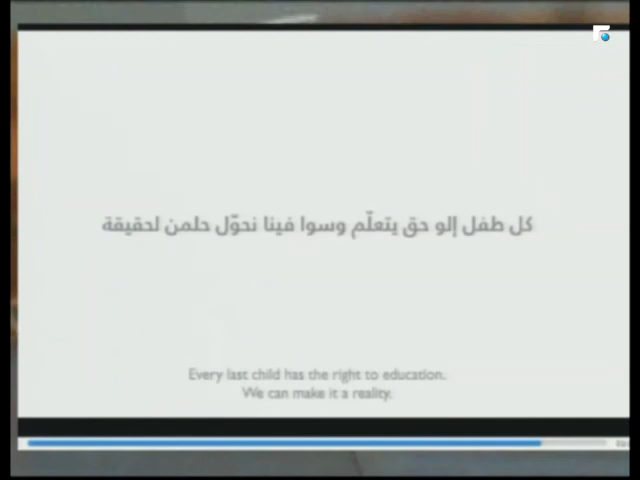 كل طفل إلو حق يتعلّم وسوا فينا نحوّل حلمن لحقيقة
Every last child has the right to education.
We can make it a reality.